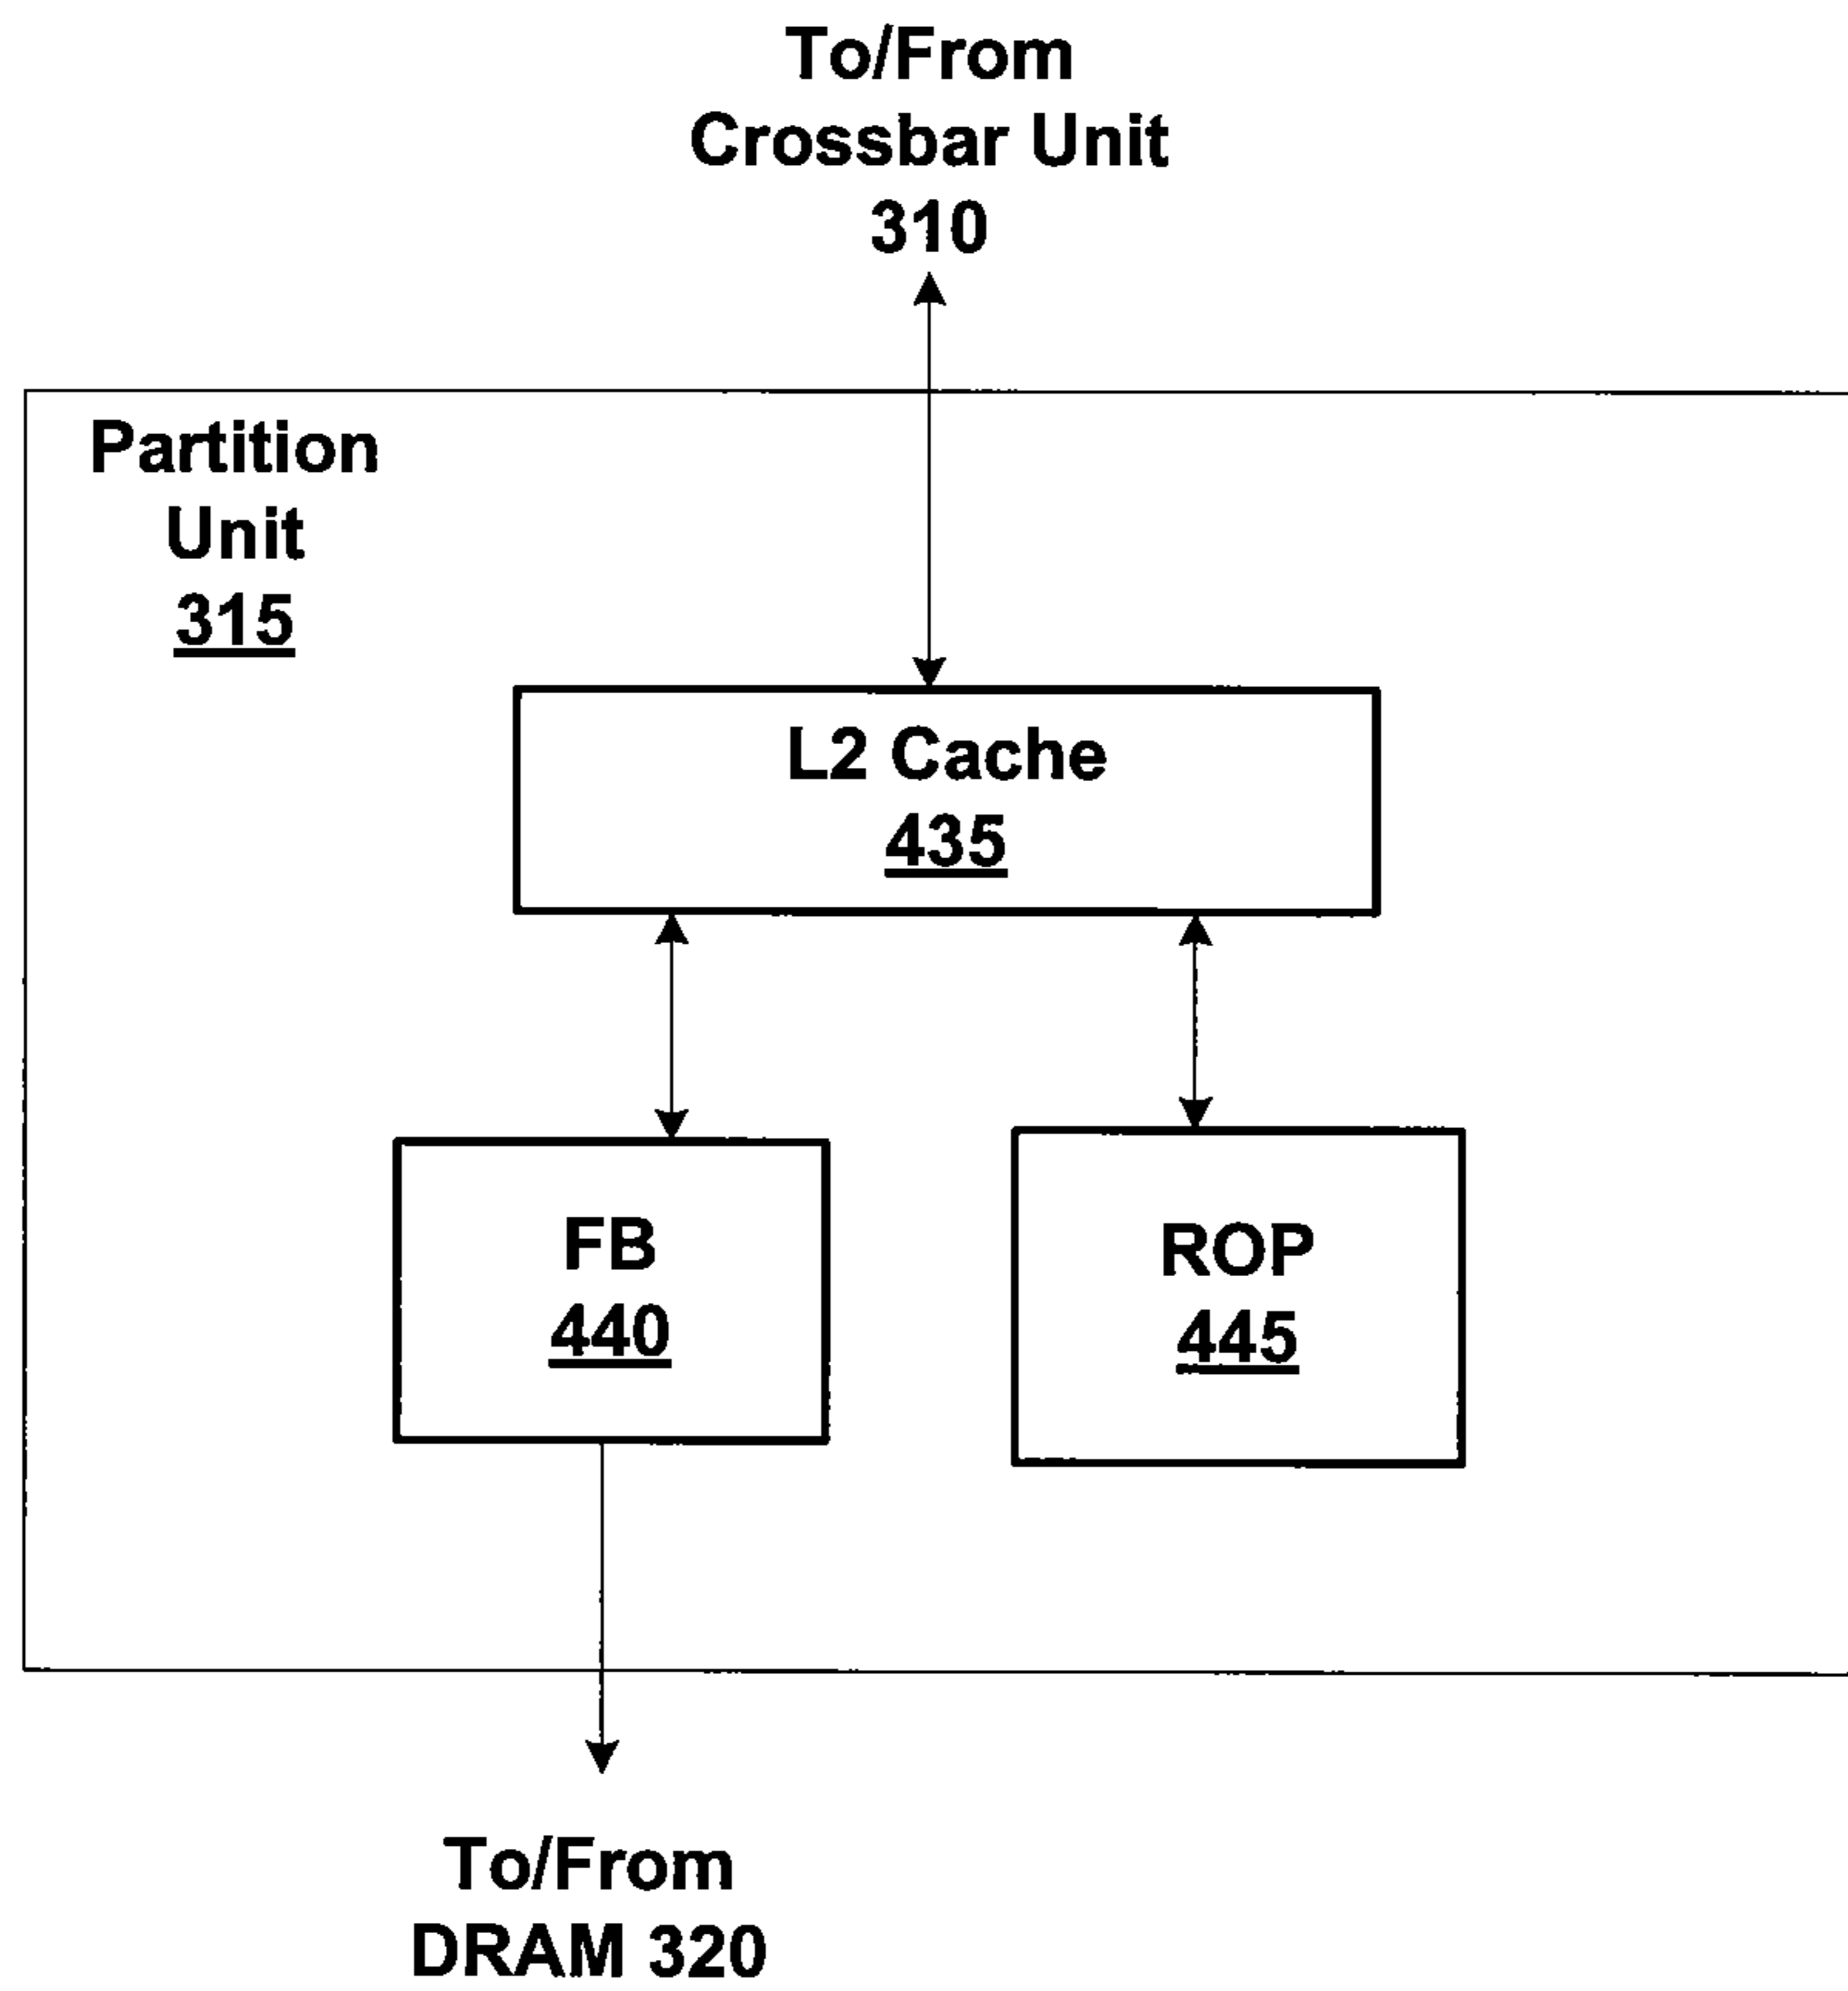 To/From
Crossbar Unit
310
Partition
Unit
315
L2 Cache
435
FB
440
ROP
445
To/From
DRAM 320